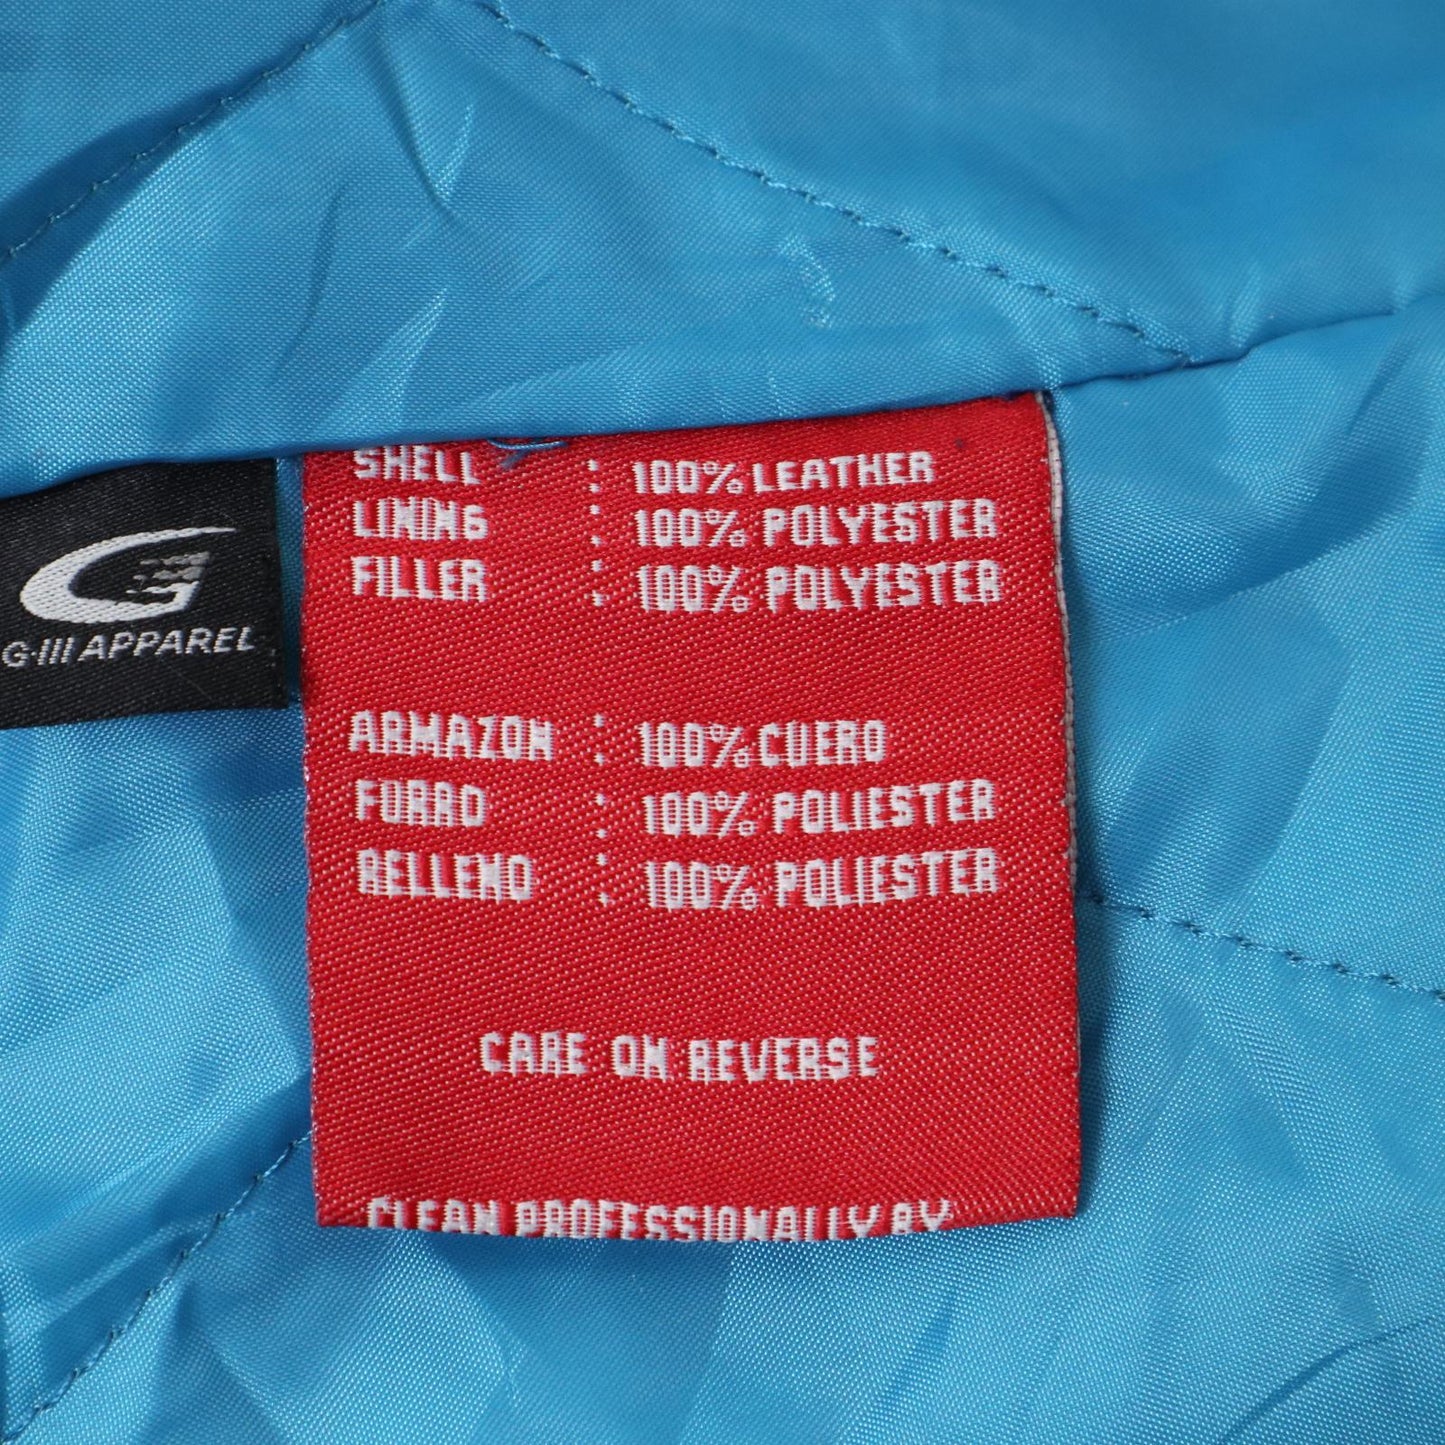 G-III APPAREL
SHELL : 100% LEATHER
LINING : 100% POLYESTER
FILLER : 100% POLYESTER
ARMAZON : 100% CUERO
FORRO : 100% POLIESTER
RELLENO : 100% POLIESTER
CARE ON REVERSE
CLEAN PROFESSIONALLY BY